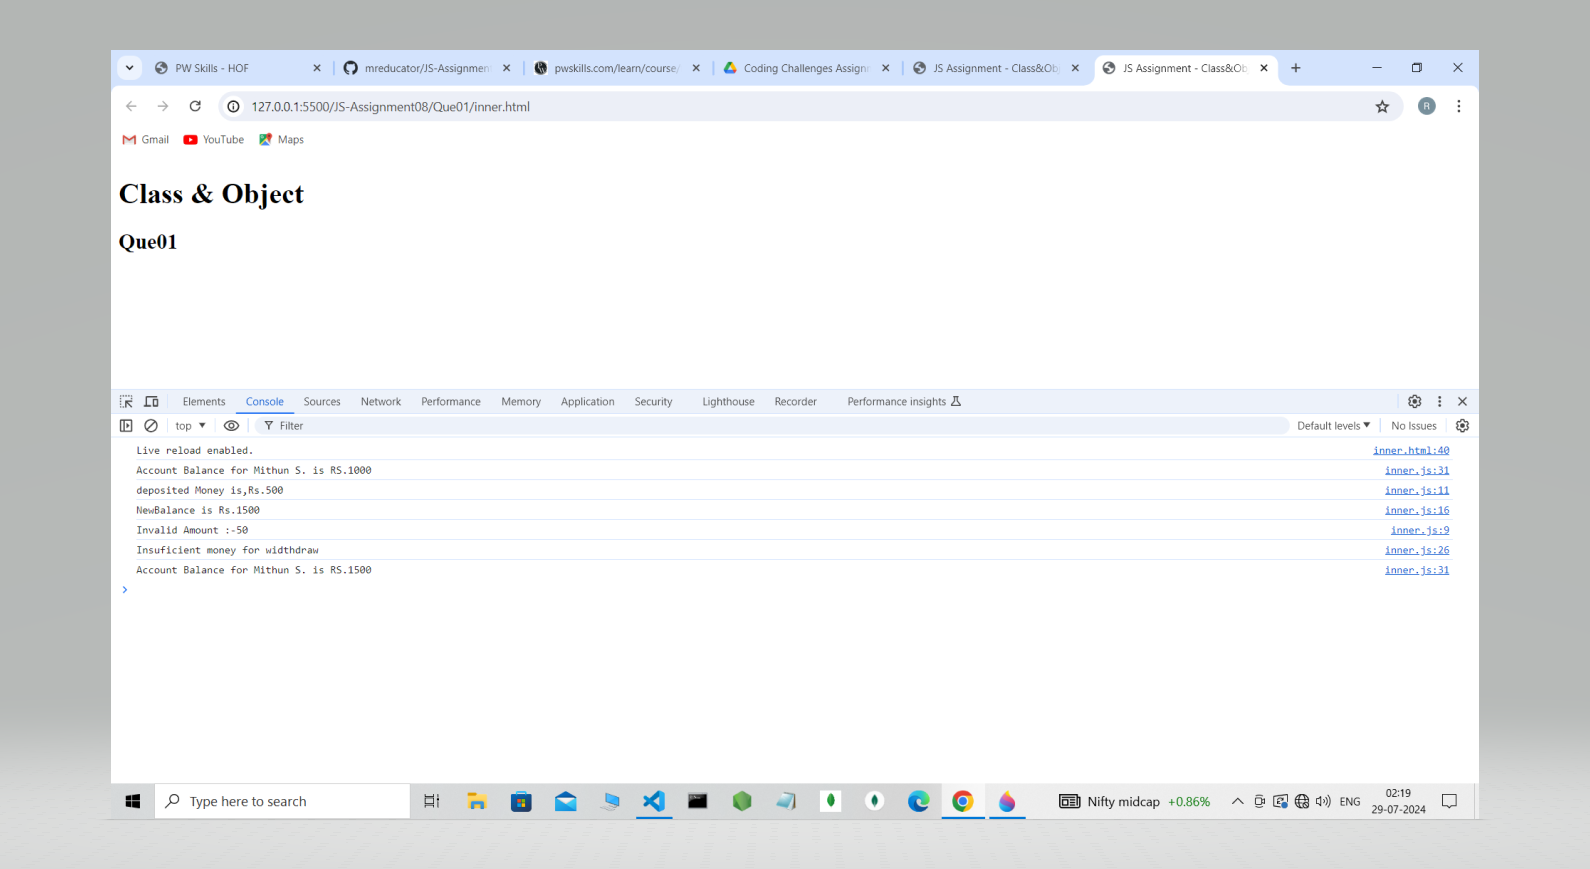 PW Skills - HOF
mreducator/JS-Assignmen
pwskills.com/learn/course/
Coding Challenges Assignr
JS Assignment - Class&Ob
JS Assignment - Class&Ob
127.0.0.1:5500/JS-Assignment08/Que01/inner.html
R
Gmail YouTube Maps
Class & Object
Que01
Elements Console Sources Network Performance Memory Application Security Lighthouse Recorder Performance insights
top Filter Default levels No Issues
Live reload enabled. inner.html:40
Account Balance for Mithun S. is RS.1000 inner.js:31
deposited Money is,Rs.500 inner.js:11
NewBalance is Rs.1500 inner.js:16
Invalid Amount :-50 inner.js:9
Insuficient money for widthdraw inner.js:26
Account Balance for Mithun S. is RS.1500 inner.js:31
Type here to search
Nifty midcap +0.86%
ENG
02:19
29-07-2024